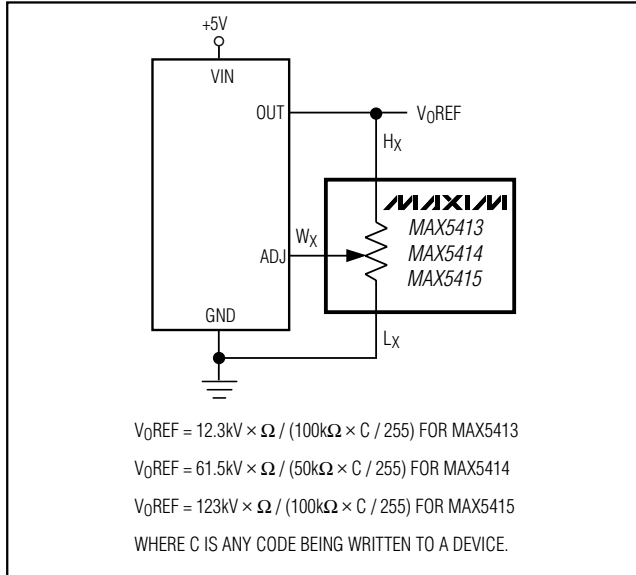 +5V
VIN
OUT
V0REF
HX
MAXIM
MAX5413
WX
MAX5414
ADJ
MAX5415
GND
LX
V0REF = 12.3kV × Ω / (100kΩ × C / 255) FOR MAX5413
V0REF = 61.5kV × Ω / (50kΩ × C / 255) FOR MAX5414
V0REF = 123kV × Ω / (100kΩ × C / 255) FOR MAX5415
WHERE C IS ANY CODE BEING WRITTEN TO A DEVICE.